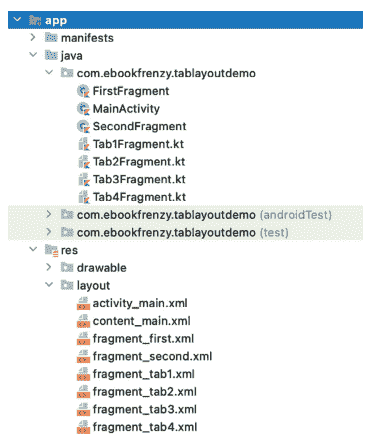 app
manifests
java
com.ebookfrenzy.tablayoutdemo
FirstFragment
MainActivity
SecondFragment
Tab1Fragment.kt
Tab2Fragment.kt
Tab3Fragment.kt
Tab4Fragment.kt
com.ebookfrenzy.tablayoutdemo (androidTest)
com.ebookfrenzy.tablayoutdemo (test)
res
drawable
layout
activity_main.xml
content_main.xml
fragment_first.xml
fragment_second.xml
fragment_tab1.xml
fragment_tab2.xml
fragment_tab3.xml
fragment_tab4.xml